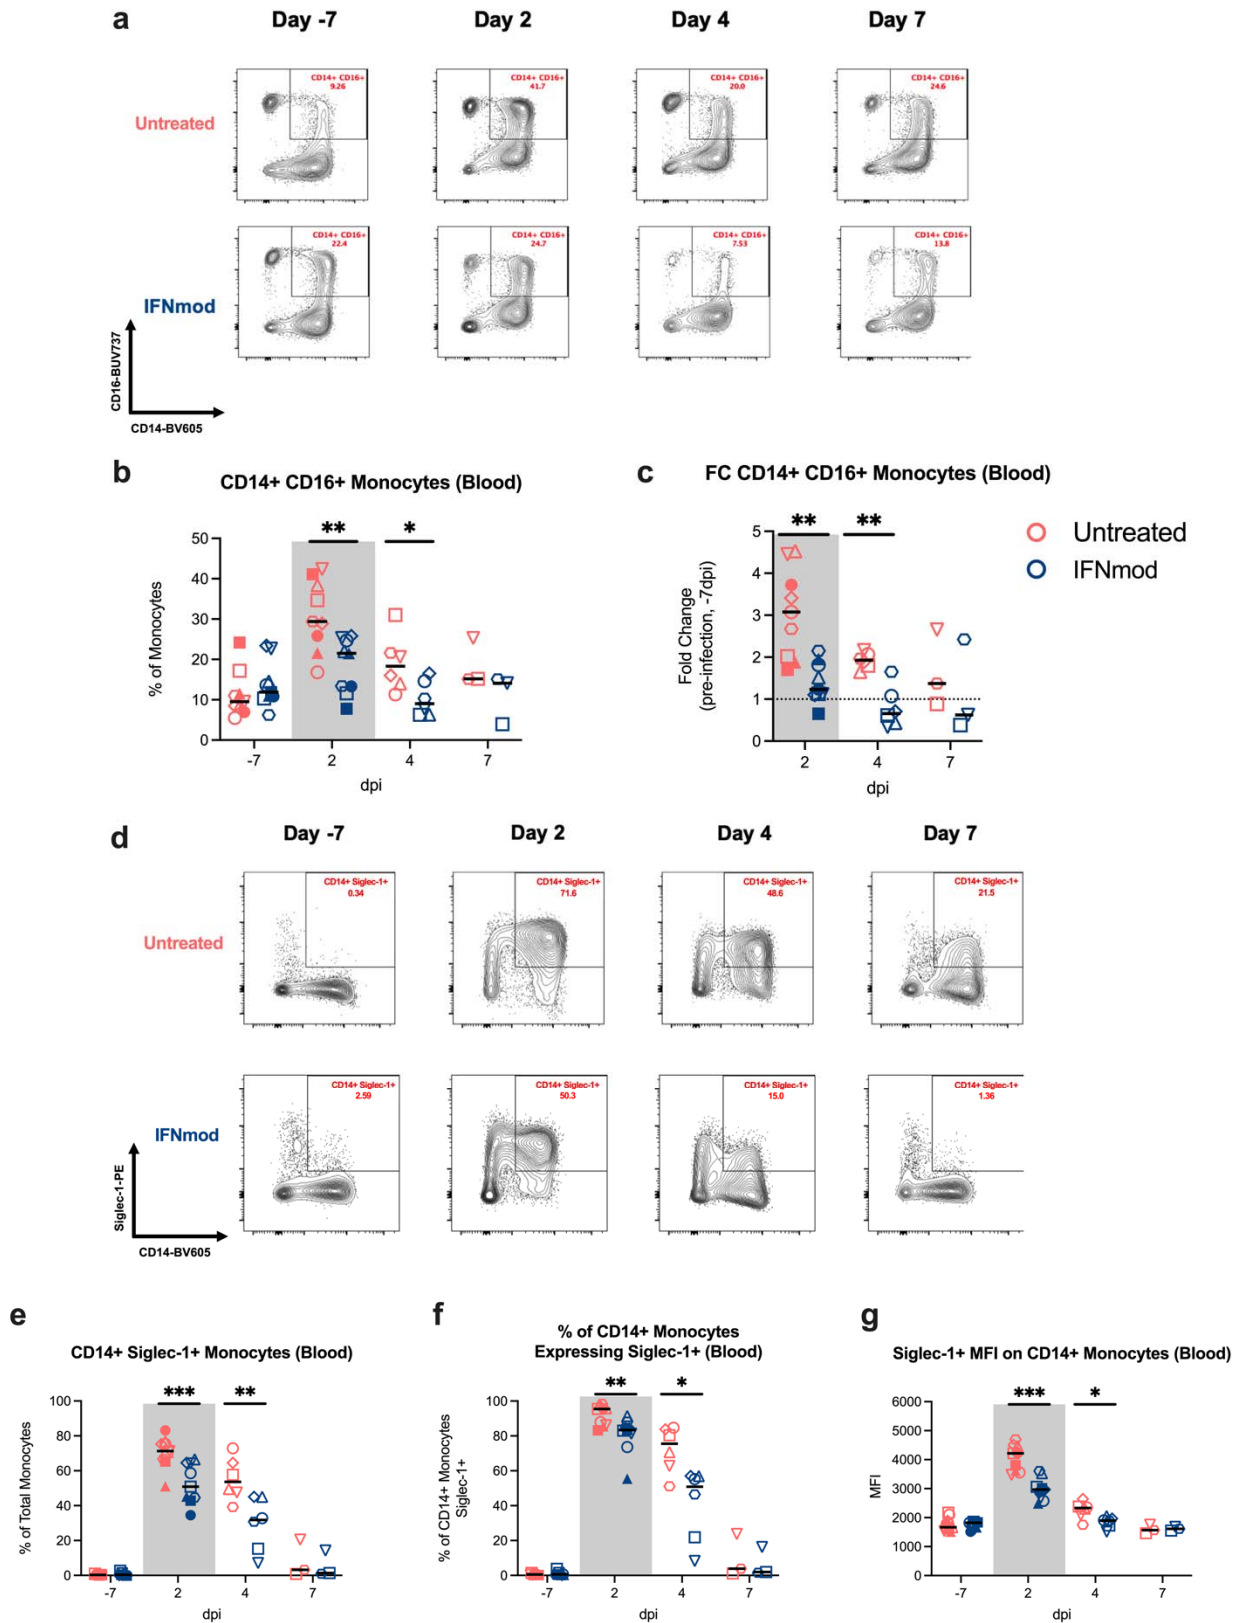 a
Day -7 Day 2 Day 4 Day 7
Untreated
CD14+ CD16+
9.26
CD14+ CD16+
41.7
CD14+ CD16+
20.0
CD14+ CD16+
24.6
IFNmod
CD14+ CD16+
22.4
CD14+ CD16+
24.7
CD14+ CD16+
7.53
CD14+ CD16+
13.8
CD16-BUV737
CD14-BV605
b
CD14+ CD16+ Monocytes (Blood)
** *
% of Monocytes
50
40
30
20
10
0
-7 2 4 7
dpi
c
FC CD14+ CD16+ Monocytes (Blood)
** **
Fold Change
(pre-infection, -7dpi)
5
4
3
2
1
0
2 4 7
dpi
Untreated
IFNmod
d
Day -7 Day 2 Day 4 Day 7
Untreated
CD14+ Siglec-1+
0.34
CD14+ Siglec-1+
71.6
CD14+ Siglec-1+
48.6
CD14+ Siglec-1+
21.5
IFNmod
CD14+ Siglec-1+
2.59
CD14+ Siglec-1+
50.3
CD14+ Siglec-1+
15.0
CD14+ Siglec-1+
1.36
Siglec-1-PE
CD14-BV605
e
CD14+ Siglec-1+ Monocytes (Blood)
*** **
% of Total Monocytes
100
80
60
40
20
0
-7 2 4 7
dpi
f
% of CD14+ Monocytes
Expressing Siglec-1+ (Blood)
** *
% of CD14+ Monocytes
Siglec-1+
100
80
60
40
20
0
-7 2 4 7
dpi
g
Siglec-1+ MFI on CD14+ Monocytes (Blood)
*** *
MFI
6000
5000
4000
3000
2000
1000
0
-7 2 4 7
dpi